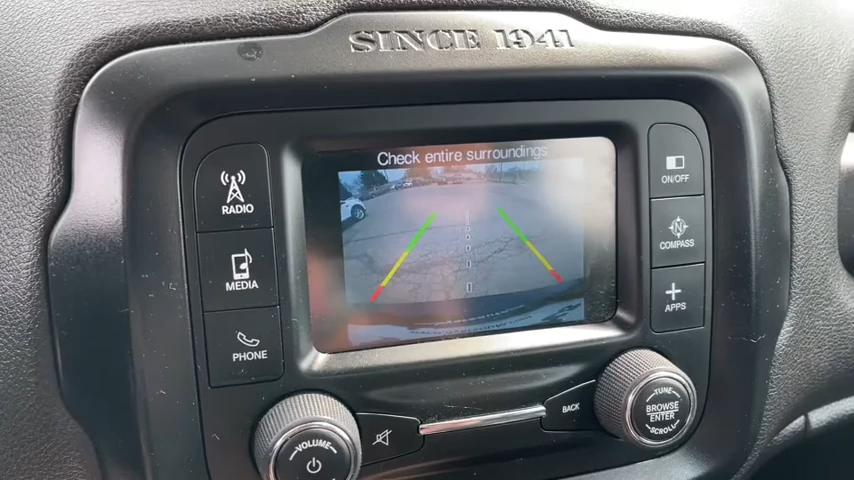 SINCE 1941
Check entire surroundings
RADIO
MEDIA
PHONE
ON/OFF
N
COMPASS
APPS
VOLUME
BACK
TUNE
BROWSE
ENTER
SCROLL